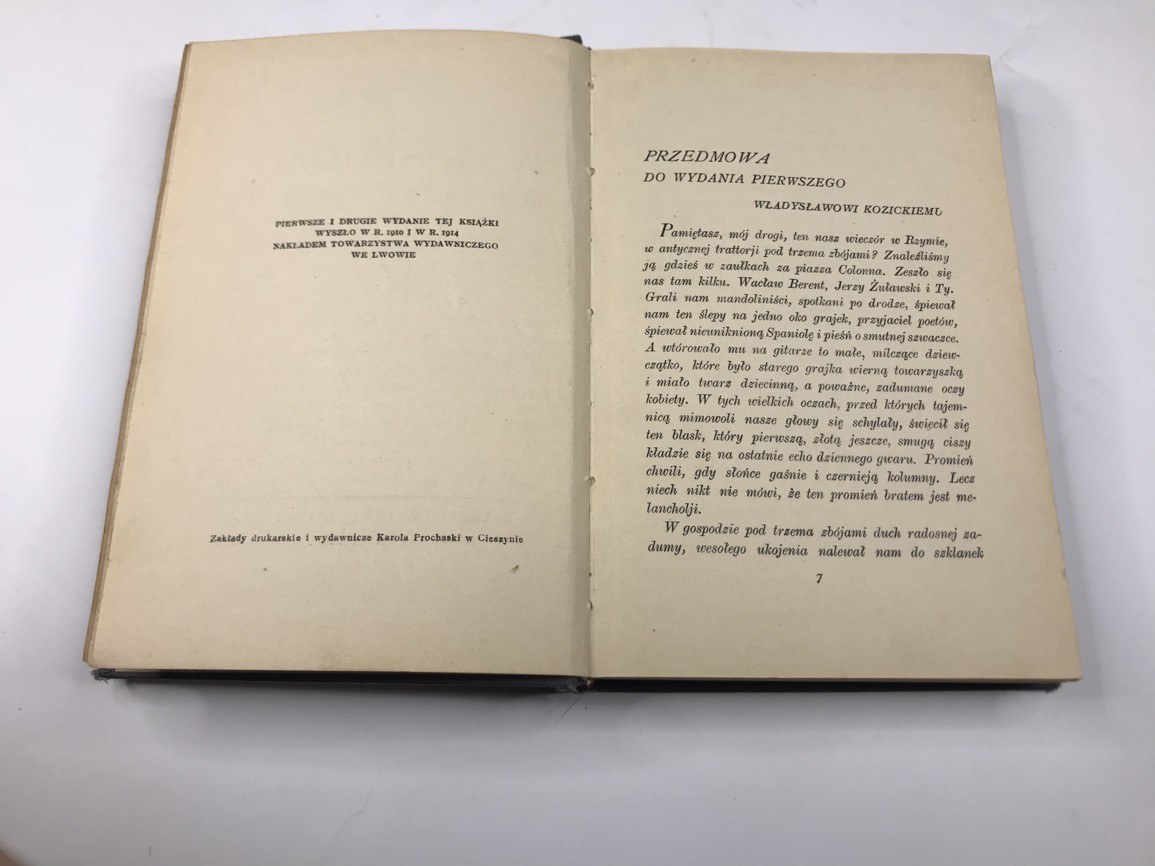 PIERWSZE I DRUGIE WYDANIE TEJ KSIĄŻKI
WYSZŁO W R. 1910 I W R. 1914
NAKŁADEM TOWARZYSTWA WYDAWNICZEGO
WE LWOWIE
Zakłady drukarskie i wydawnicze Karola Prochaski w Cieszynie
PRZEDMOWA
DO WYDANIA PIERWSZEGO
WŁADYSŁAWOWI KOZICKIEMU
Pamiętasz, mój drogi, ten nasz wieczór w Rzymie,
w antycznej trattorji pod trzema zbójami? Znaleźliśmy
ją gdzieś w zaułkach za piazza Colonna. Zeszło się
nas tam kilku. Wacław Berent, Jerzy Żuławski i Ty.
Grali nam mandoliniści, spotkani po drodze, śpiewał
nam ten ślepy na jedno oko grajek, przyjaciel poetów,
śpiewał nieuniknioną Spaniolę i pieśń o smutnej szwaczce.
A wtórowało mu na gitarze to małe, milczące dziew-
czątko, które było starego grajka wierną towarzyszką
i miało twarz dziecinną, a poważne, zadumane oczy
kobiety. W tych wielkich oczach, przed których tajem-
nicą mimowoli nasze głowy się schylały, święcił się
ten blask, który pierwszą, złotą jeszcze, smugą ciszy
kładzie się na ostatnie echo dziennego gwaru. Promień
chwili, gdy słońce gaśnie i czernieją kolumny. Lecz
niech nikt nie mówi, że ten promień bratem jest me-
lancholji.
W gospodzie pod trzema zbójami duch radosnej za-
dumy, wesołego ukojenia nalewał nam do szklanek
7